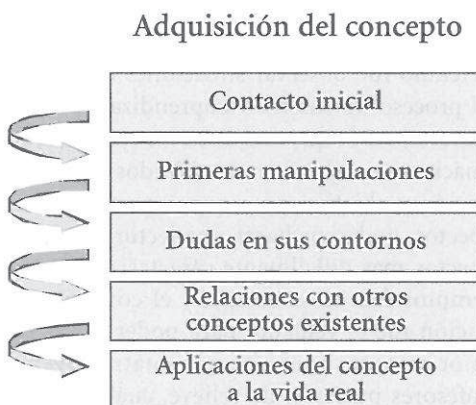 Adquisición del concepto
Contacto inicial
Primeras manipulaciones
Dudas en sus contornos
Relaciones con otros
conceptos existentes
Aplicaciones del concepto
a la vida real